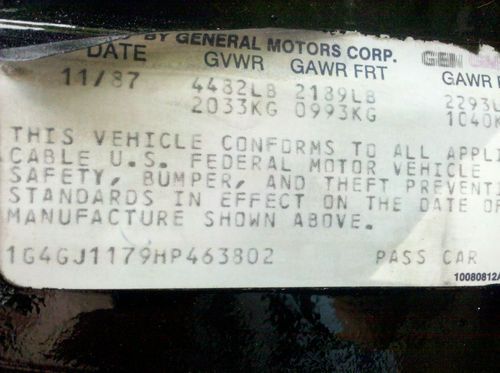 D BY GENERAL MOTORS CORP.
DATE GVWR GAWR FRT GAWR R
11/87 4482LB 2189LB 2293L
2033KG 0993KG 1040K
THIS VEHICLE CONFORMS TO ALL APPLI
CABLE U.S. FEDERAL MOTOR VEHICLE
SAFETY, BUMPER, AND THEFT PREVENTI
STANDARDS IN EFFECT ON THE DATE OF
MANUFACTURE SHOWN ABOVE.
1G4GJ1179HP463802 PASS CAR
10080812A